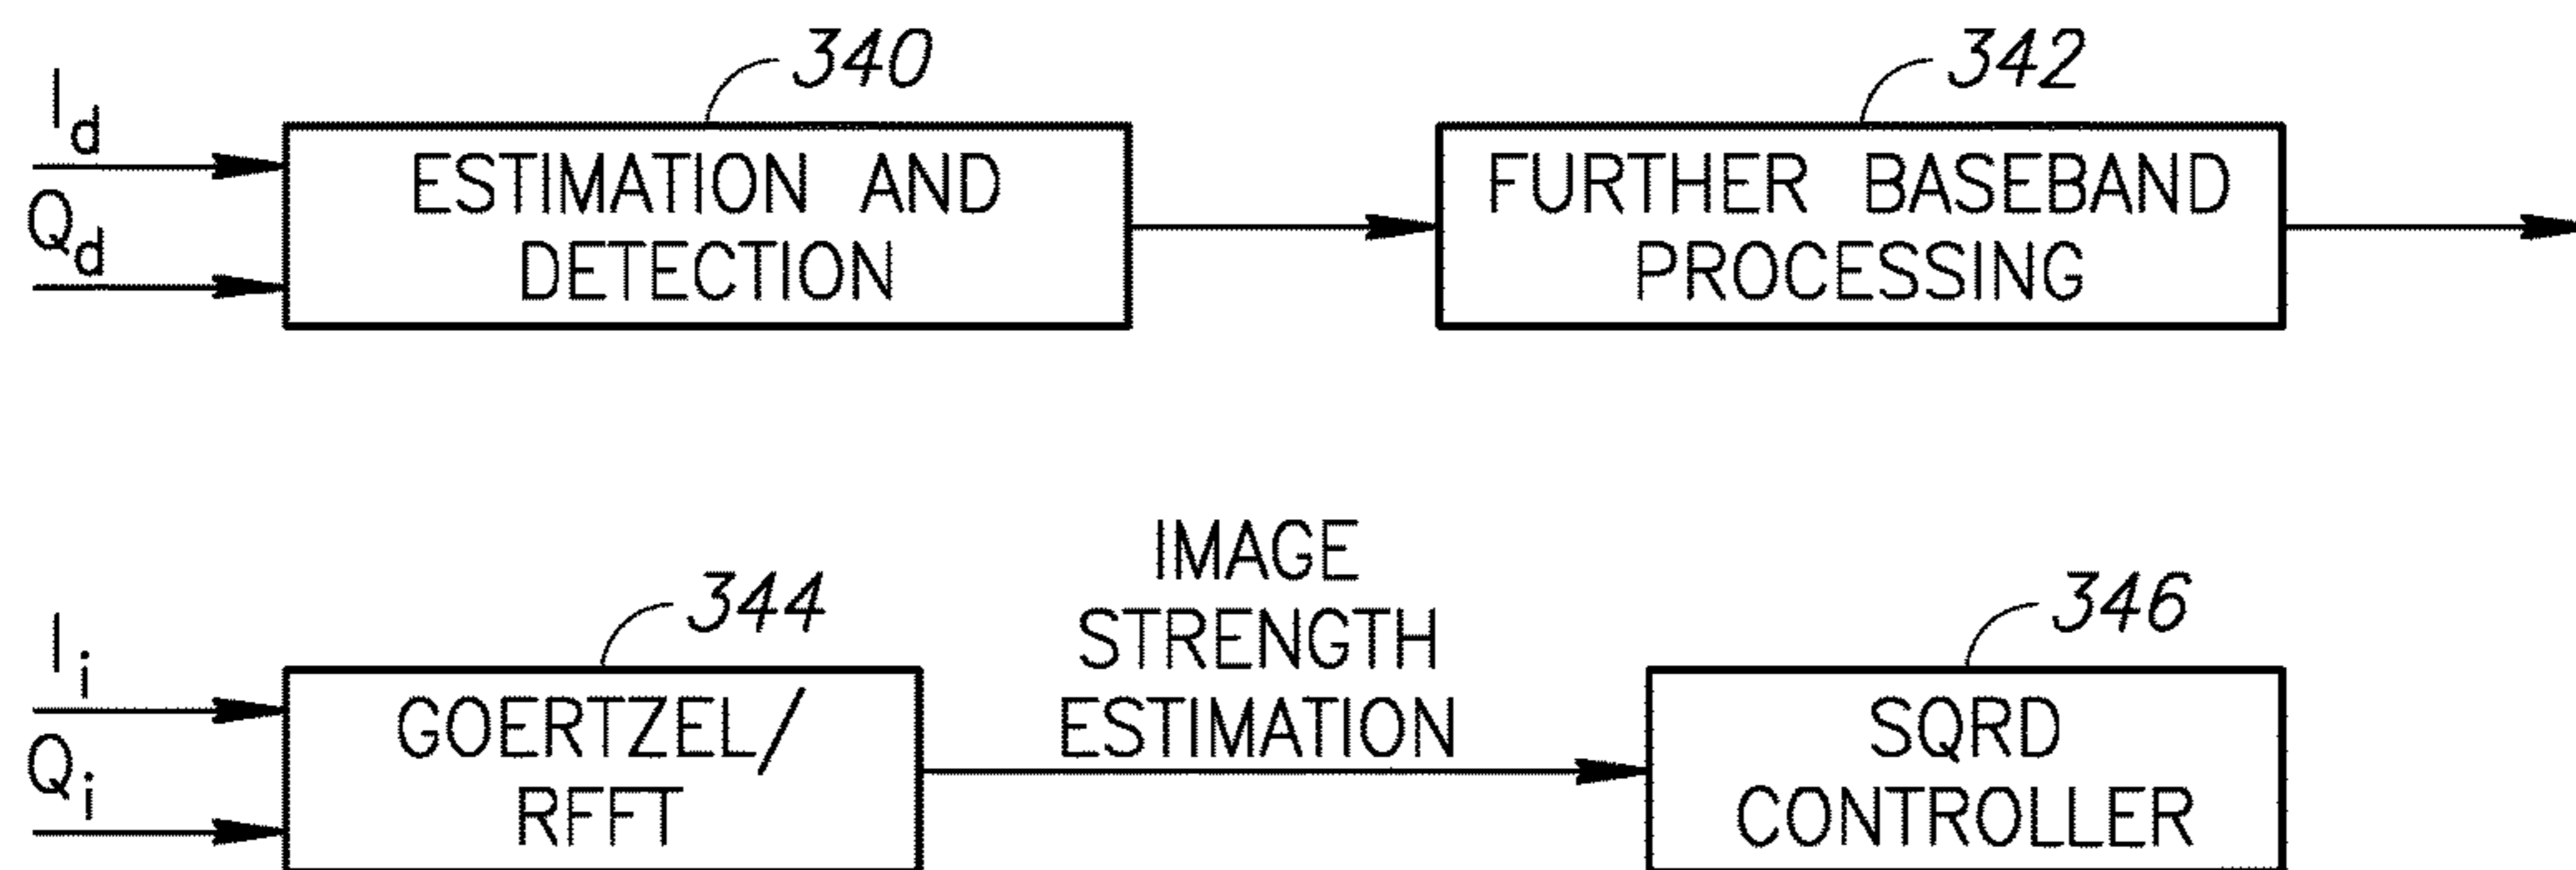 340
342
I_d
Q_d
ESTIMATION AND
DETECTION
FURTHER BASEBAND
PROCESSING
IMAGE
STRENGTH
ESTIMATION
344
346
I_i
Q_i
GOERTZEL/
RFFT
SQRD
CONTROLLER